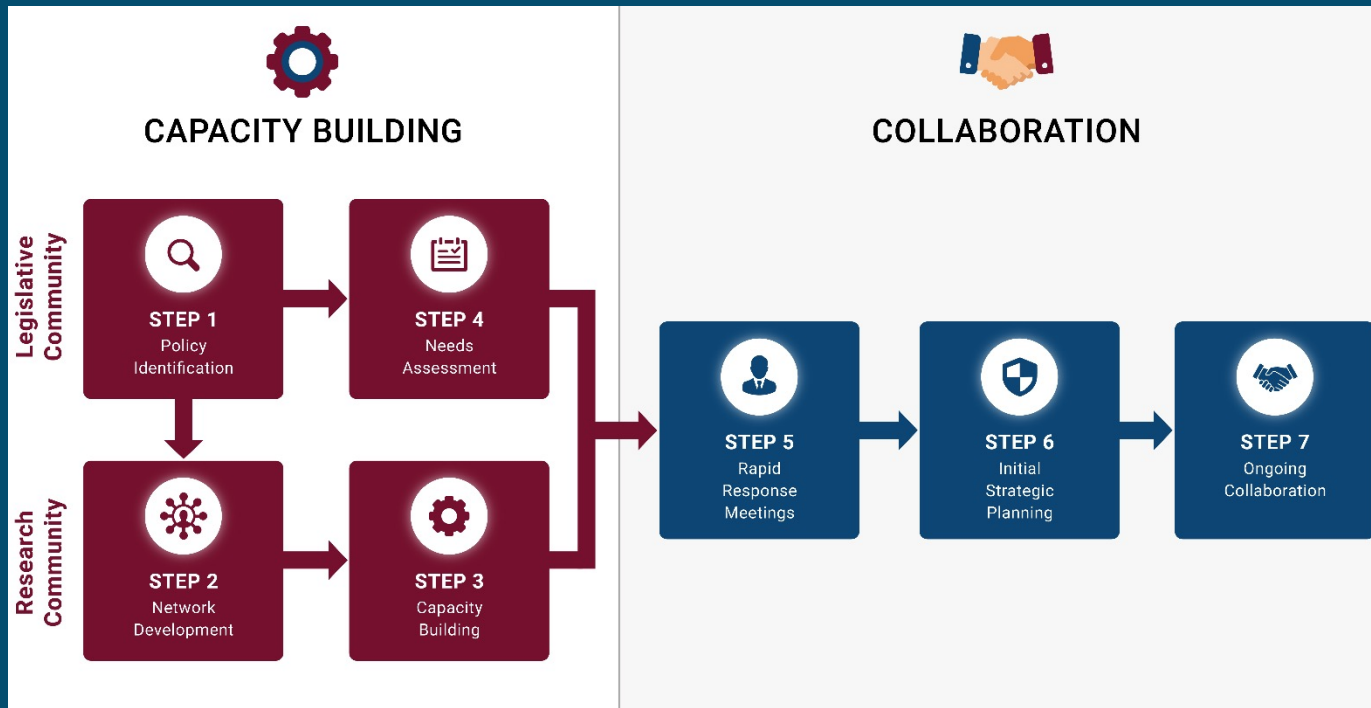 CAPACITY BUILDING
COLLABORATION
Legislative
Community
STEP 1
Policy
Identification
STEP 4
Needs
Assessment
Research
Community
STEP 2
Network
Development
STEP 3
Capacity
Building
STEP 5
Rapid
Response
Meetings
STEP 6
Initial
Strategic
Planning
STEP 7
Ongoing
Collaboration